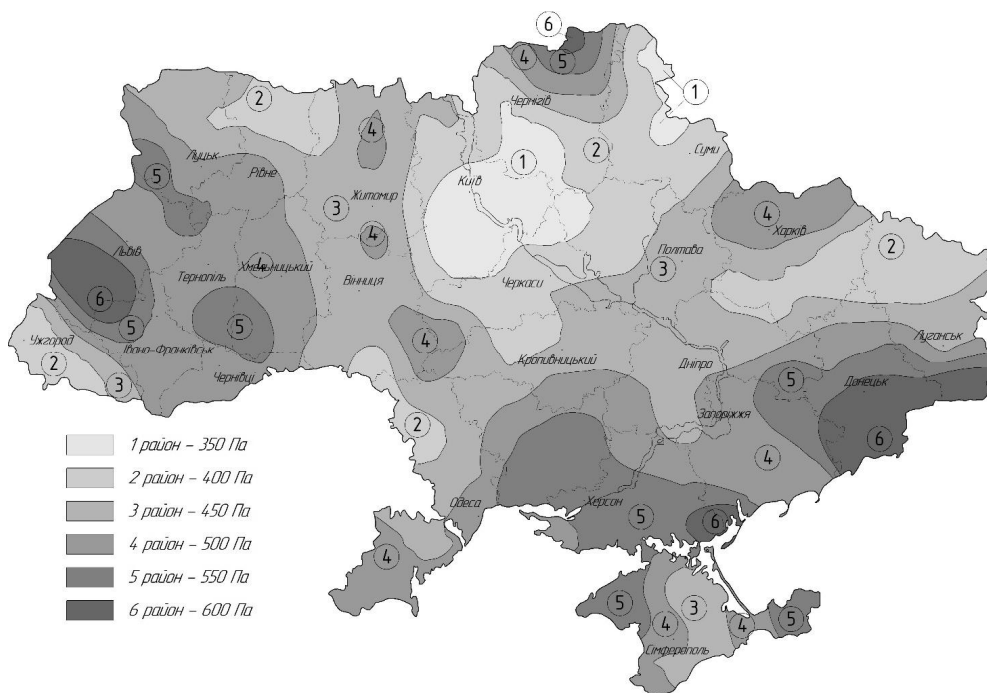 6
4
5
2
1
Чернігів
4
2
1
Суми
Луцьк
5
Рівне
Київ
Житомир
3
4
Харків
4
2
Львів
4
Хмельницький
Тернопіль
Вінниця
Черкаси
Полтава
3
6
5
5
4
Ужгород
Івано-Франківськ
2
3
Чернівці
Кропивницький
Дніпро
Луганськ
5
Донецьк
2
Запоріжжя
6
4
1 район – 350 Па
2 район – 400 Па
3 район – 450 Па
4 район – 500 Па
5 район – 550 Па
6 район – 600 Па
Одеса
Херсон
5
6
4
5
3
4
4
5
Сімферополь